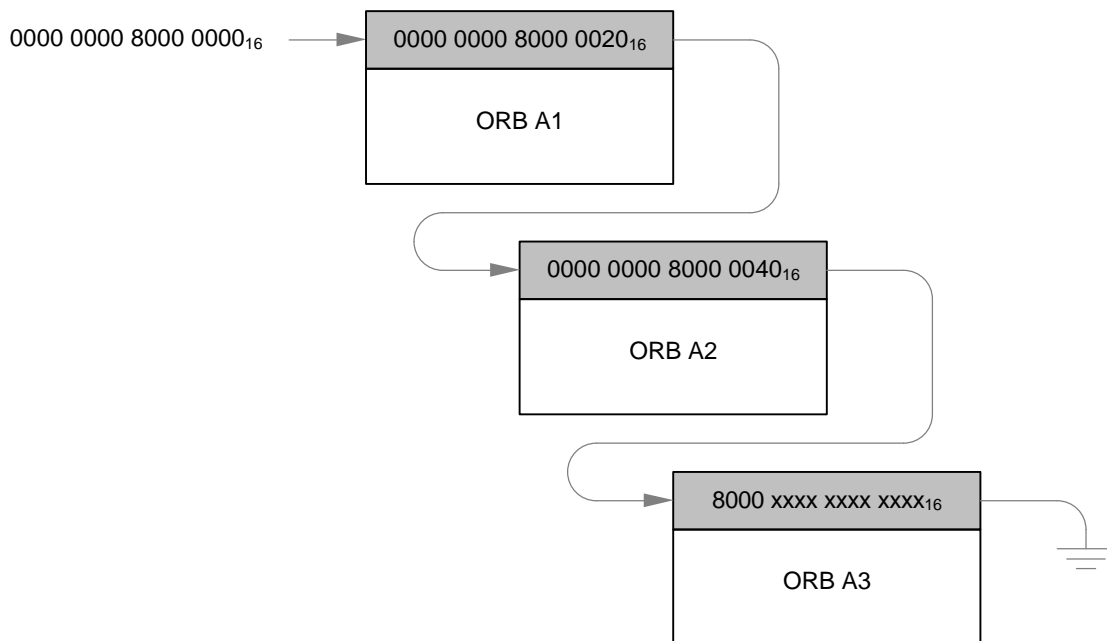 0000 0000 8000 0000₁₆
0000 0000 8000 0020₁₆
ORB A1
0000 0000 8000 0040₁₆
ORB A2
8000 xxxx xxxx xxxx₁₆
ORB A3